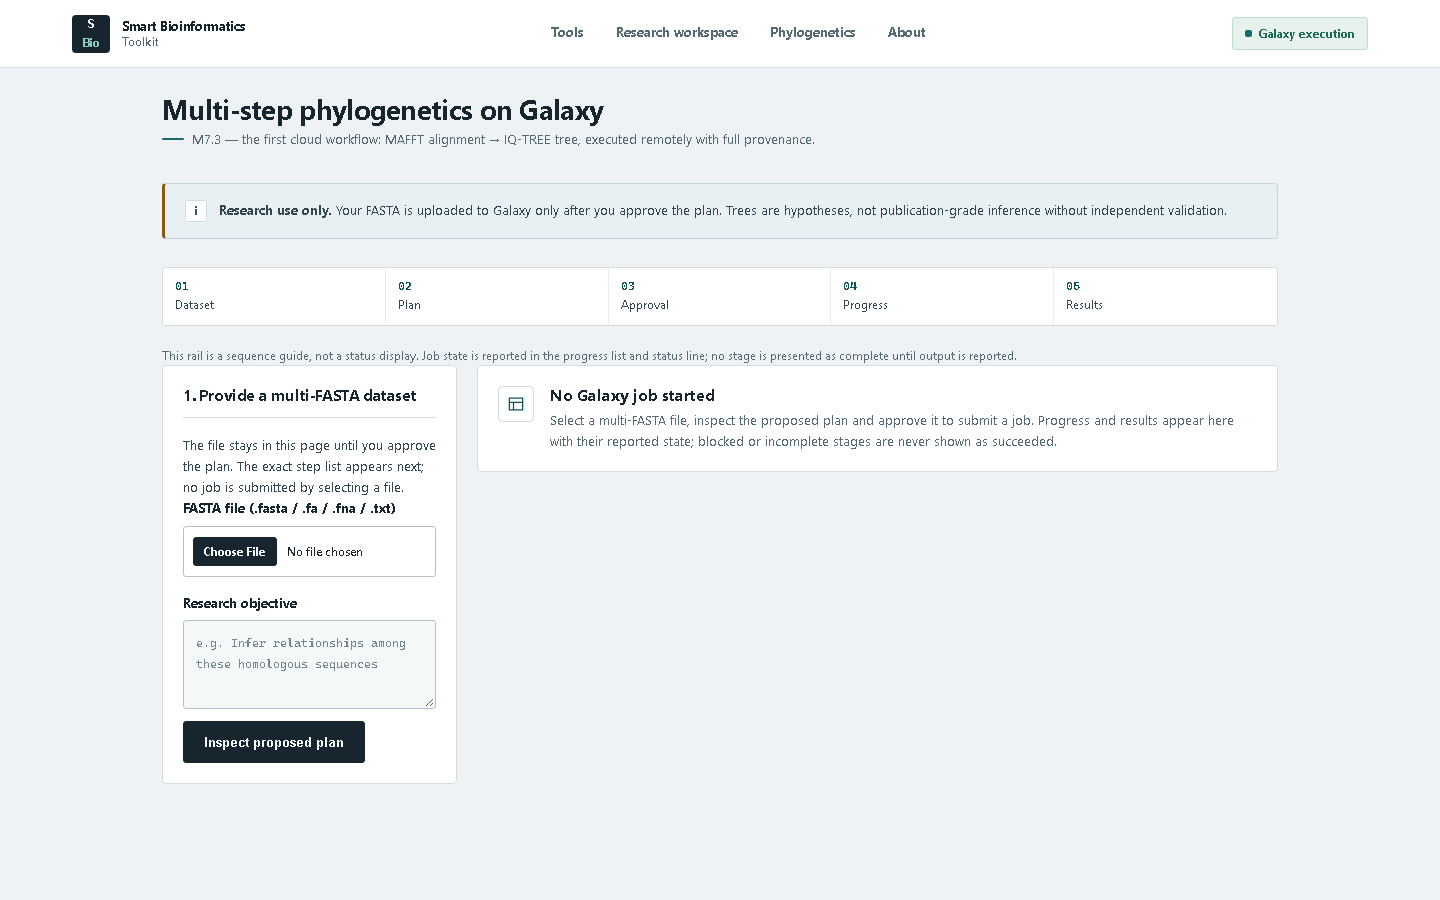 S
Bio
Smart Bioinformatics
Toolkit
Tools
Research workspace
Phylogenetics
About
Galaxy execution
Multi-step phylogenetics on Galaxy
M7.3 — the first cloud workflow: MAFFT alignment → IQ-TREE tree, executed remotely with full provenance.
i
Research use only. Your FASTA is uploaded to Galaxy only after you approve the plan. Trees are hypotheses, not publication-grade inference without independent validation.
01
Dataset
02
Plan
03
Approval
04
Progress
05
Results
This rail is a sequence guide, not a status display. Job state is reported in the progress list and status line; no stage is presented as complete until output is reported.
1. Provide a multi-FASTA dataset
The file stays in this page until you approve
the plan. The exact step list appears next;
no job is submitted by selecting a file.
FASTA file (.fasta / .fa / .fna / .txt)
Choose File
No file chosen
Research objective
e.g. Infer relationships among
these homologous sequences
Inspect proposed plan
No Galaxy job started
Select a multi-FASTA file, inspect the proposed plan and approve it to submit a job. Progress and results appear here
with their reported state; blocked or incomplete stages are never shown as succeeded.